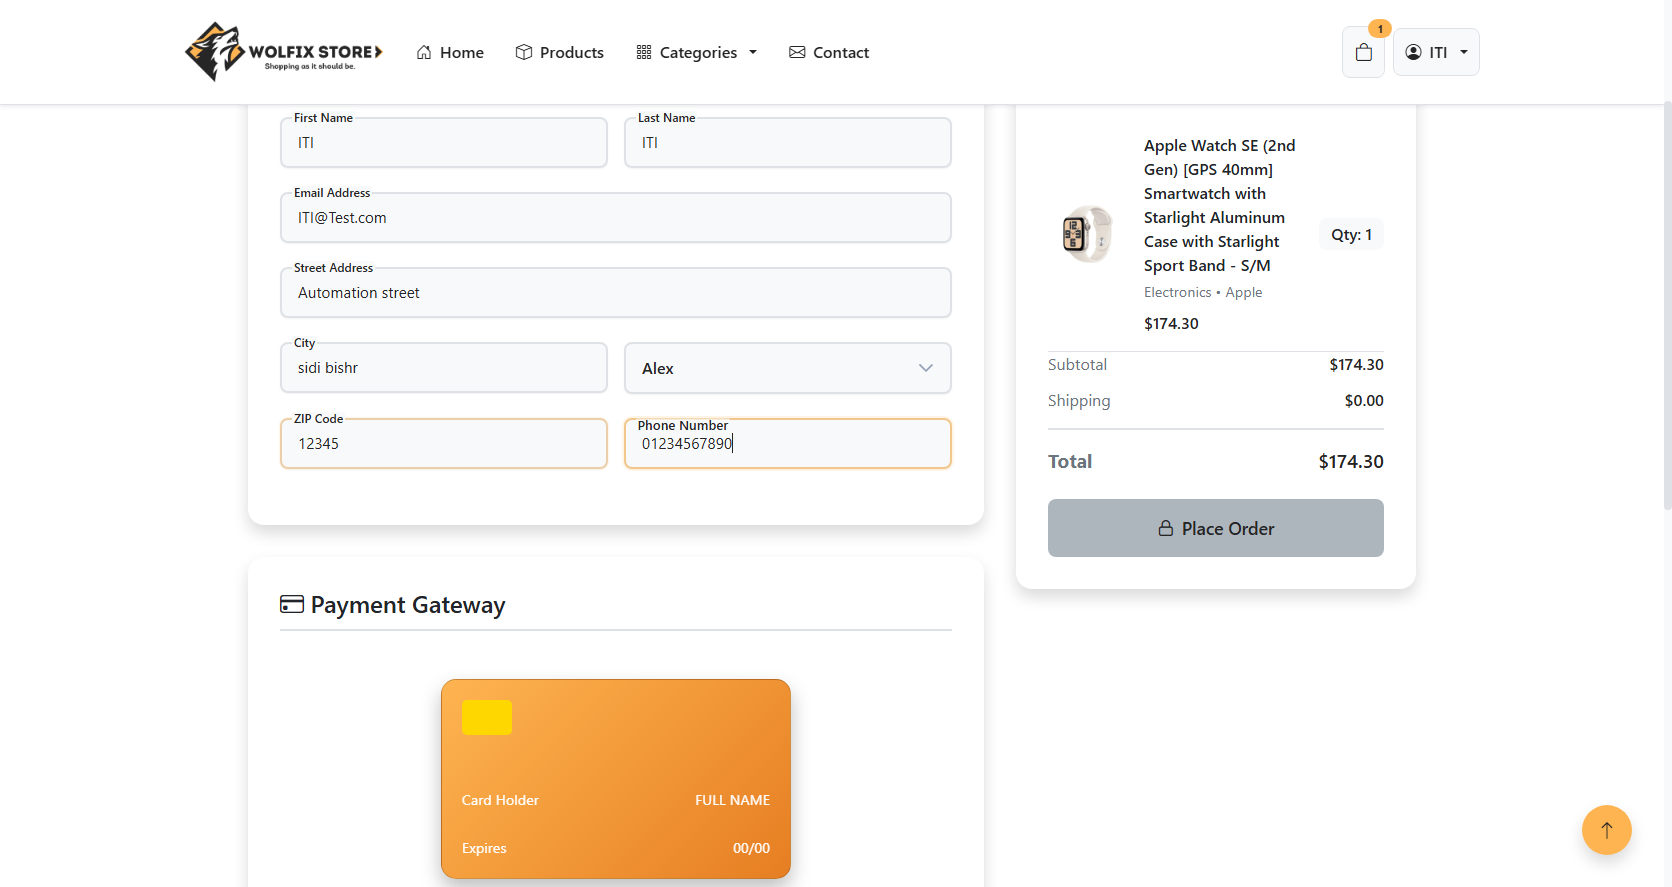 WOLFIX STORE
Shopping as it should be.
Home
Products
Categories
Contact
1
ITI
First Name
ITI
Last Name
ITI
Email Address
ITI@Test.com
Street Address
Automation street
City
sidi bishr
Alex
ZIP Code
12345
Phone Number
01234567890
Apple Watch SE (2nd
Gen) [GPS 40mm]
Smartwatch with
Starlight Aluminum
Case with Starlight
Sport Band - S/M
Electronics • Apple
$174.30
Qty: 1
Subtotal $174.30
Shipping $0.00
Total $174.30
Place Order
Payment Gateway
Card Holder FULL NAME
Expires 00/00